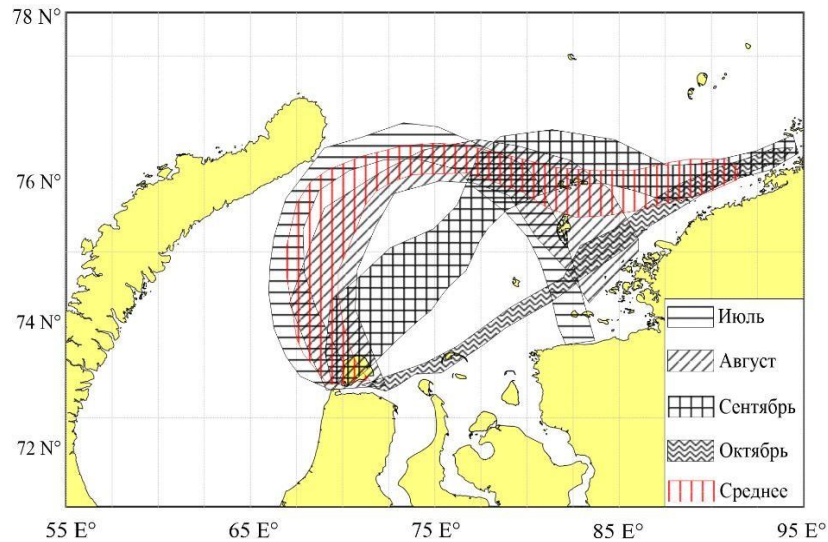 78 N°
76 N°
74 N°
72 N°
Июль
Август
Сентябрь
Октябрь
Среднее
55 E°
65 E°
75 E°
85 E°
95 E°